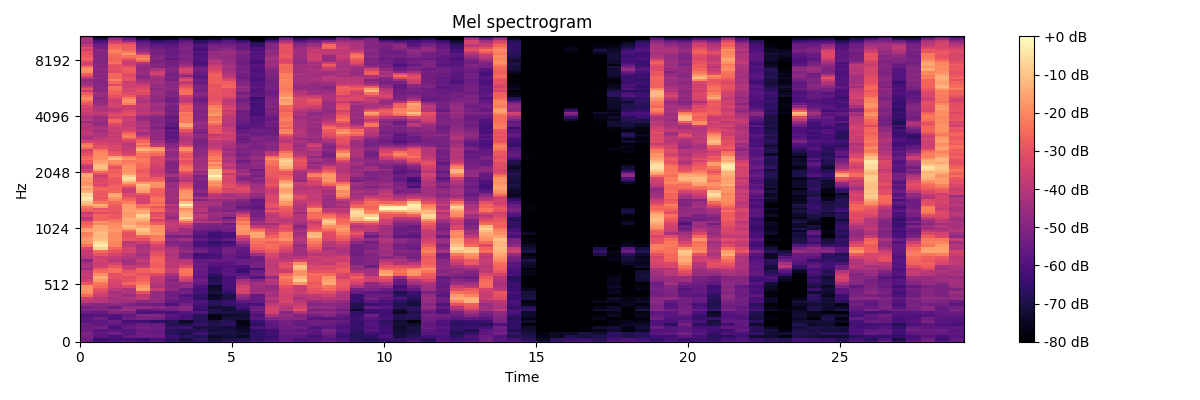 Mel spectrogram
Hz
8192
4096
2048
1024
512
0
0 5 10 15 20 25
Time
+0 dB
-10 dB
-20 dB
-30 dB
-40 dB
-50 dB
-60 dB
-70 dB
-80 dB